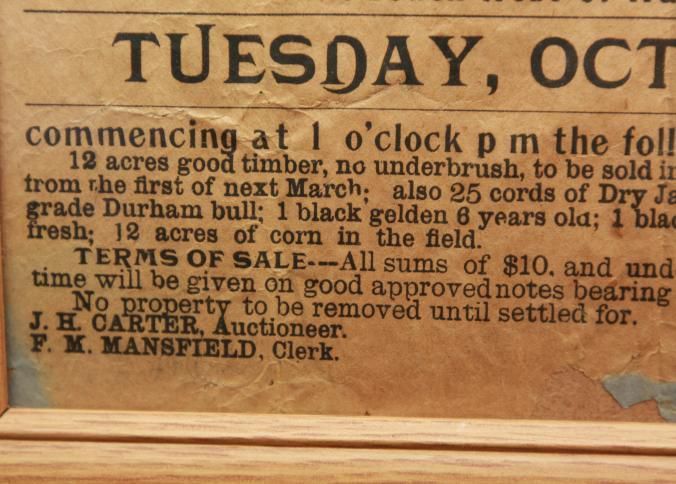 TUESDAY, OCT
commencing at 1 o'clock p m the foll
12 acres good timber, no underbrush, to be sold in
from the first of next March; also 25 cords of Dry Ja
grade Durham bull; 1 black gelden 6 years old; 1 blac
fresh; 12 acres of corn in the field.
TERMS OF SALE---All sums of $10. and und
time will be given on good approved notes bearing
No property to be removed until settled for.
J. H. CARTER, Auctioneer.
F. M. MANSFIELD, Clerk.